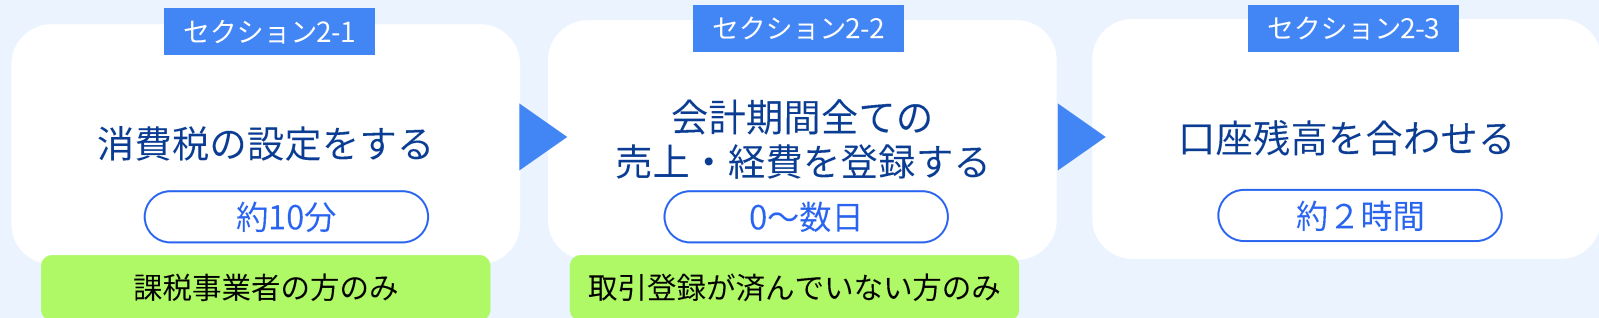 セクション2-1
消費税の設定をする
約10分
課税事業者の方のみ
セクション2-2
会計期間全ての
売上・経費を登録する
0〜数日
取引登録が済んでいない方のみ
セクション2-3
口座残高を合わせる
約２時間